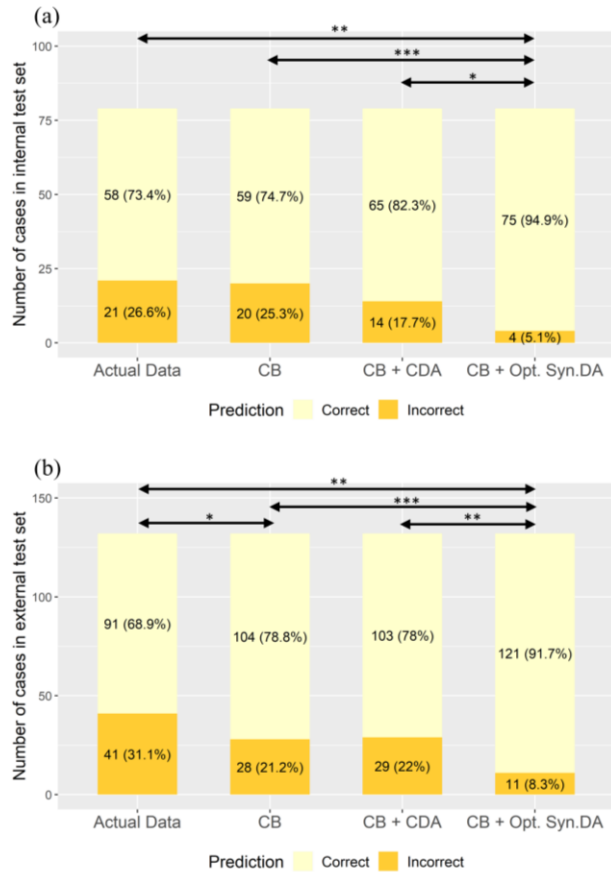 (a)
**
***
*
100
75
50
25
0
Number of cases in internal test set
58 (73.4%) 59 (74.7%) 65 (82.3%) 75 (94.9%)
21 (26.6%) 20 (25.3%) 14 (17.7%) 4 (5.1%)
Actual Data CB CB + CDA CB + Opt. Syn.DA
Prediction Correct Incorrect
(b)
**
***
* **
150
100
50
0
Number of cases in external test set
91 (68.9%) 104 (78.8%) 103 (78%) 121 (91.7%)
41 (31.1%) 28 (21.2%) 29 (22%) 11 (8.3%)
Actual Data CB CB + CDA CB + Opt. Syn.DA
Prediction Correct Incorrect